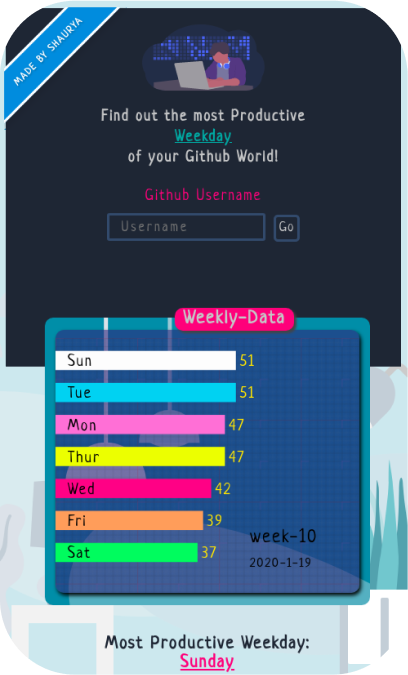 MADE BY SHAURYA
Find out the most Productive
Weekday
of your Github World!
Github Username
Username
Go
Weekly-Data
Sun 51
Tue 51
Mon 47
Thur 47
Wed 42
Fri 39
Sat 37
week-10
2020-1-19
Most Productive Weekday:
Sunday